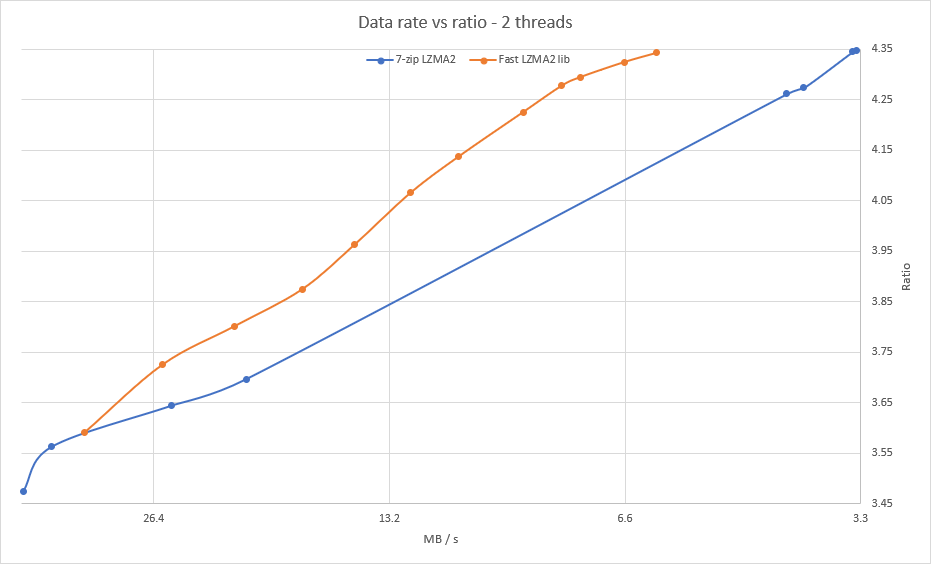 Data rate vs ratio - 2 threads
7-zip LZMA2 Fast LZMA2 lib
4.35
4.25
4.15
4.05
3.95
3.85
3.75
3.65
3.55
3.45
Ratio
26.4 13.2 6.6 3.3
MB / s